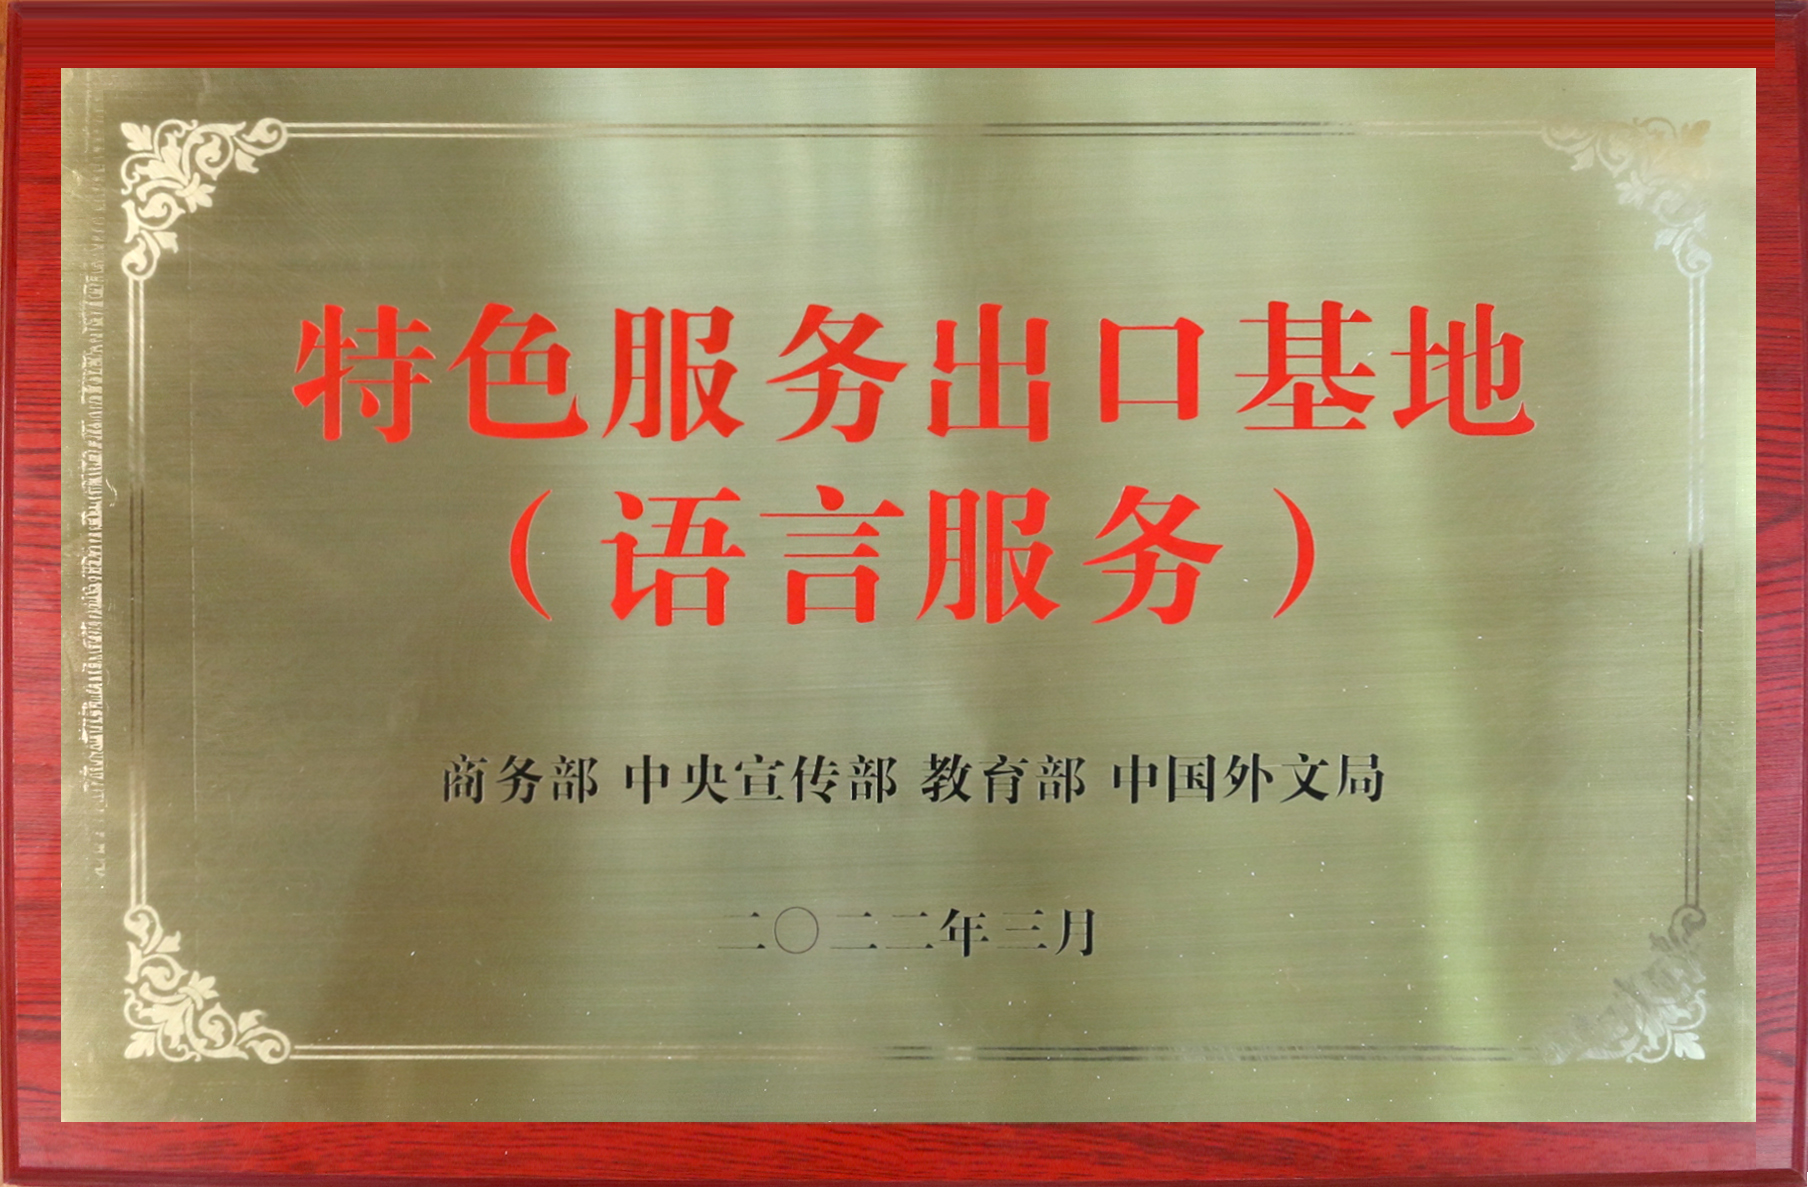 特色服务出口基地
（语言服务）
商务部 中央宣传部 教育部 中国外文局
二〇二二年三月